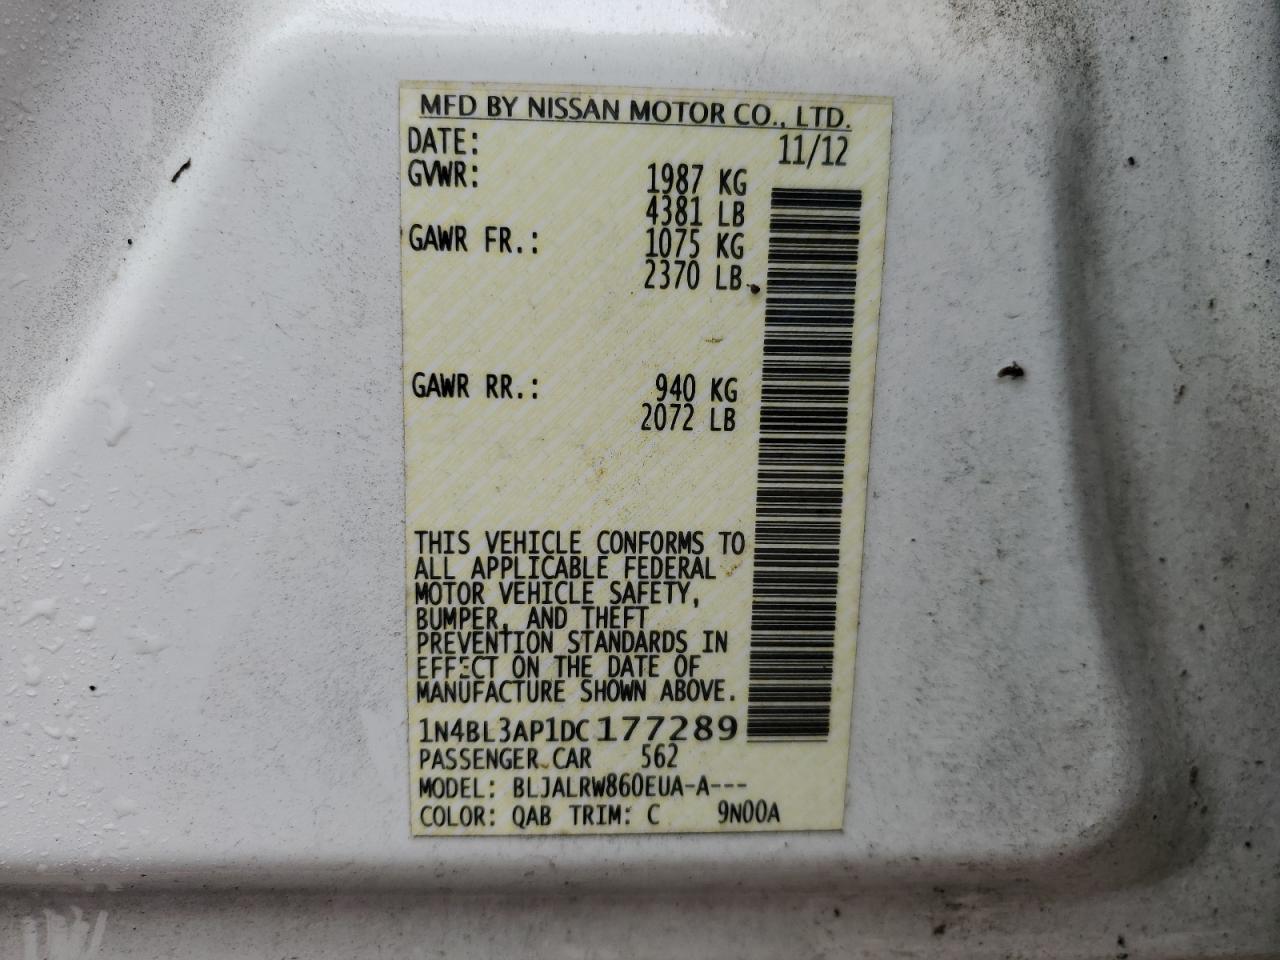 MFD BY NISSAN MOTOR CO., LTD.
DATE: 11/12
GVWR: 1987 KG
4381 LB
GAWR FR.: 1075 KG
2370 LB
GAWR RR.: 940 KG
2072 LB
THIS VEHICLE CONFORMS TO
ALL APPLICABLE FEDERAL
MOTOR VEHICLE SAFETY,
BUMPER, AND THEFT
PREVENTION STANDARDS IN
EFFECT ON THE DATE OF
MANUFACTURE SHOWN ABOVE.
1N4BL3AP1DC177289
PASSENGER CAR 562
MODEL: BLJALRW860EUA-A---
COLOR: QAB TRIM: C 9N00A